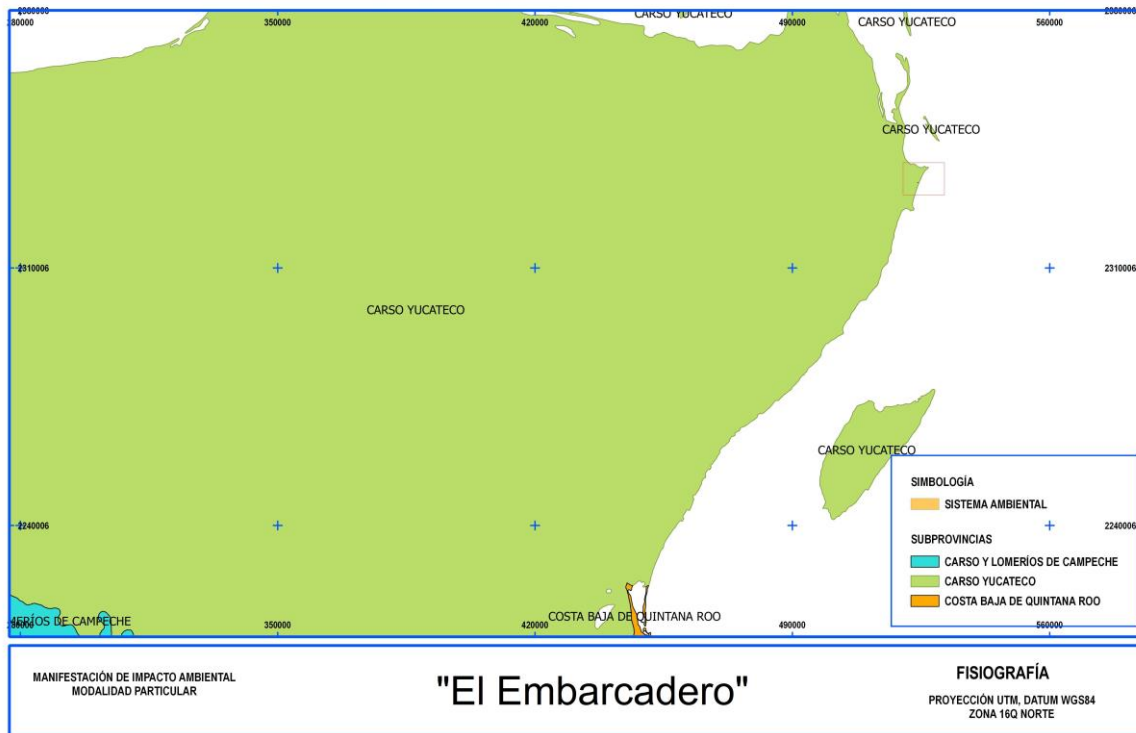 CARSO YUCATECO
350000 420000 490000 CARSO YUCATECO 560000
CARSO YUCATECO
2310006 2310006
CARSO YUCATECO
CARSO YUCATECO
2240006 2240006
SIMBOLOGÍA
SISTEMA AMBIENTAL
SUBPROVINCIAS
CARSO Y LOMERÍOS DE CAMPECHE
CARSO YUCATECO
COSTA BAJA DE QUINTANA ROO
MERÍOS DE CAMPECHE
COSTA BAJA DE QUINTANA ROO
350000 420000 490000 560000
MANIFESTACIÓN DE IMPACTO AMBIENTAL
MODALIDAD PARTICULAR
"El Embarcadero"
FISIOGRAFÍA
PROYECCIÓN UTM, DATUM WGS84
ZONA 16Q NORTE